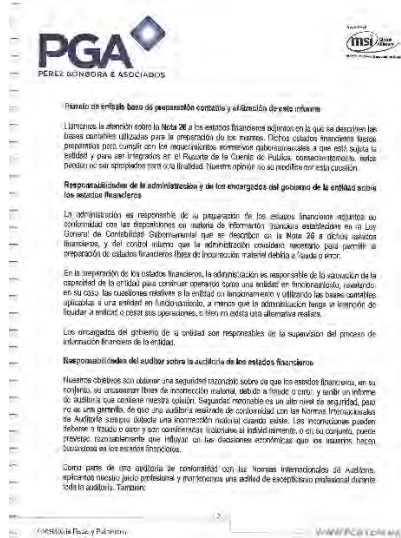 PGA
PÉREZ GÓNGORA & ASOCIADOS
msi
Párrafo de énfasis base de preparación contable y utilización de este informe
Llamamos la atención sobre la Nota 26 a los estados financieros adjuntos en la que se describen las
bases contables utilizadas para la preparación de los mismos. Dichos estados financieros fueron
preparados para cumplir con los requerimientos normativos gubernamentales a que está sujeta la
entidad y para ser integrados en el Reporte de la Cuenta de Pública, consecuentemente, éstos
pueden no ser apropiados para otra finalidad. Nuestra opinión no se modifica por esta cuestión.
Responsabilidades de la administración y de los encargados del gobierno de la entidad sobre
los estados financieros
La administración es responsable de la preparación de los estados financieros adjuntos de
conformidad con las disposiciones en materia de información financiera establecidas en la Ley
General de Contabilidad Gubernamental que se describen en la Nota 26 a dichos estados
financieros, y del control interno que la administración consideró necesario para permitir la
preparación de estados financieros libres de incorrección material debida a fraude o error.
En la preparación de los estados financieros, la administración es responsable de la valoración de la
capacidad de la entidad para continuar operando como una entidad en funcionamiento, revelando,
en su caso, las cuestiones relativas a la entidad en funcionamiento y utilizando las bases contables
aplicables a una entidad en funcionamiento, a menos que la administración tenga la intención de
liquidar la entidad o cesar sus operaciones, o bien no exista una alternativa realista.
Los encargados del gobierno de la entidad son responsables de la supervisión del proceso de
información financiera de la entidad.
Responsabilidades del auditor sobre la auditoría de los estados financieros
Nuestros objetivos son obtener una seguridad razonable sobre de que los estados financieros, en su
conjunto, se encuentran libres de incorrección material, debido a fraude o error, y emitir un informe
de auditoría que contiene nuestra opinión. Seguridad razonable es un alto nivel de seguridad, pero
no es una garantía, de que una auditoría realizada de conformidad con las Normas Internacionales
de Auditoría siempre detecte una incorrección material cuando existe. Las incorrecciones pueden
deberse a fraude o error y son consideradas materiales si individualmente, o en su conjunto, puede
preverse razonablemente que influyan en las decisiones económicas que los usuarios hacen
basándose en los estados financieros.
Como parte de una auditoría de conformidad con las Normas Internacionales de Auditoría,
aplicamos nuestro juicio profesional y mantenemos una actitud de escepticismo profesional durante
toda la auditoría. También:
2